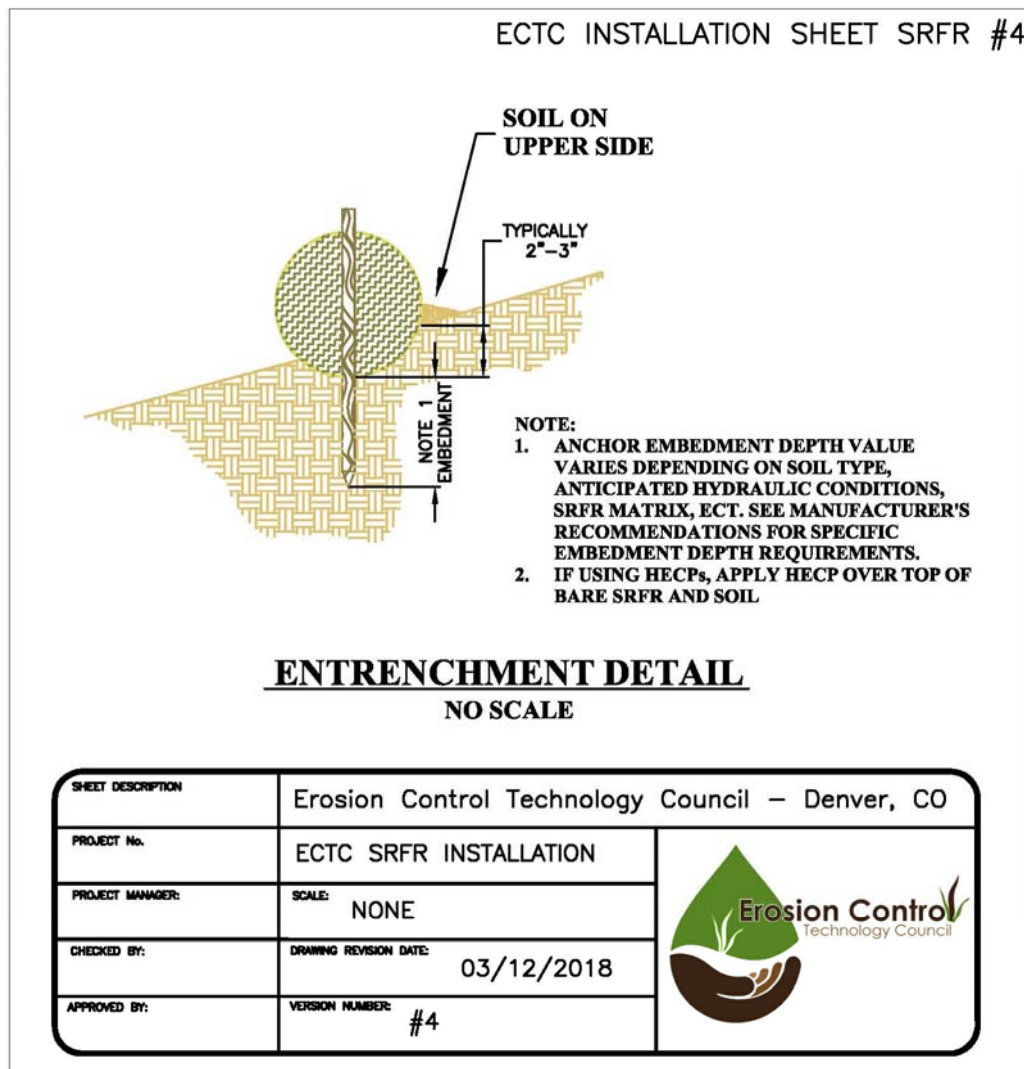 ECTC INSTALLATION SHEET SRFR #4
SOIL ON
UPPER SIDE
TYPICALLY
2"-3"
NOTE 1
EMBEDMENT
NOTE:
1. ANCHOR EMBEDMENT DEPTH VALUE
VARIES DEPENDING ON SOIL TYPE,
ANTICIPATED HYDRAULIC CONDITIONS,
SRFR MATRIX, ECT. SEE MANUFACTURER'S
RECOMMENDATIONS FOR SPECIFIC
EMBEDMENT DEPTH REQUIREMENTS.
2. IF USING HECPs, APPLY HECP OVER TOP OF
BARE SRFR AND SOIL
ENTRENCHMENT DETAIL
NO SCALE
SHEET DESCRIPTION
Erosion Control Technology Council – Denver, CO
PROJECT No.
ECTC SRFR INSTALLATION
PROJECT MANAGER:
SCALE:
NONE
CHECKED BY:
DRAWING REVISION DATE:
03/12/2018
APPROVED BY:
VERSION NUMBER:
#4
Erosion Control
Technology Council